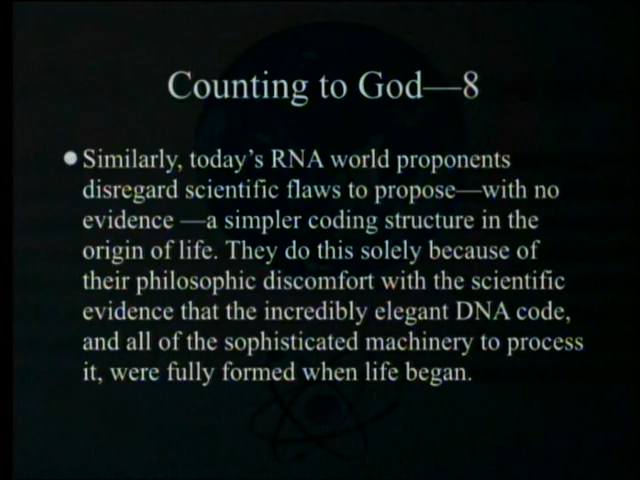 Counting to God—8
Similarly, today's RNA world proponents
disregard scientific flaws to propose—with no
evidence —a simpler coding structure in the
origin of life. They do this solely because of
their philosophic discomfort with the scientific
evidence that the incredibly elegant DNA code,
and all of the sophisticated machinery to process
it, were fully formed when life began.